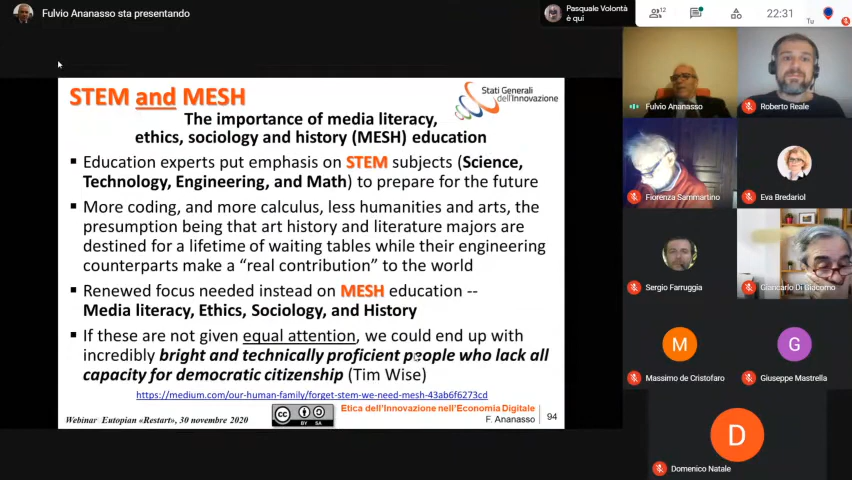 Fulvio Ananasso sta presentando
Pasquale Volontà
è qui
12
22:31
Tu
STEM and MESH
Stati Generali
dell'Innovazione
The importance of media literacy,
ethics, sociology and history (MESH) education
▪ Education experts put emphasis on STEM subjects (Science,
Technology, Engineering, and Math) to prepare for the future
▪ More coding, and more calculus, less humanities and arts, the
presumption being that art history and literature majors are
destined for a lifetime of waiting tables while their engineering
counterparts make a “real contribution” to the world
▪ Renewed focus needed instead on MESH education --
Media literacy, Ethics, Sociology, and History
▪ If these are not given equal attention, we could end up with
incredibly bright and technically proficient people who lack all
capacity for democratic citizenship (Tim Wise)
https://medium.com/our-human-family/forget-stem-we-need-mesh-43ab6f6273cd
Webinar Eutopian «Restart», 30 novembre 2020
cc
BY SA
Etica dell'Innovazione nell'Economia Digitale
F. Ananasso
94
Fulvio Ananasso
Roberto Reale
Fiorenza Sammartino
Eva Bredariol
Sergio Farruggia
Giancarlo Di Giacomo
M
G
Massimo de Cristofaro
Giuseppe Mastrella
D
Domenico Natale